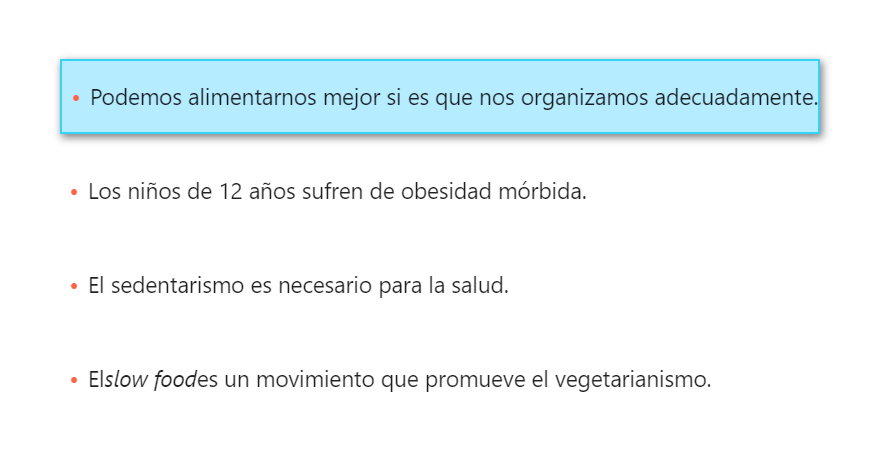 • Podemos alimentarnos mejor si es que nos organizamos adecuadamente.
• Los niños de 12 años sufren de obesidad mórbida.
• El sedentarismo es necesario para la salud.
• Elslow foodes un movimiento que promueve el vegetarianismo.